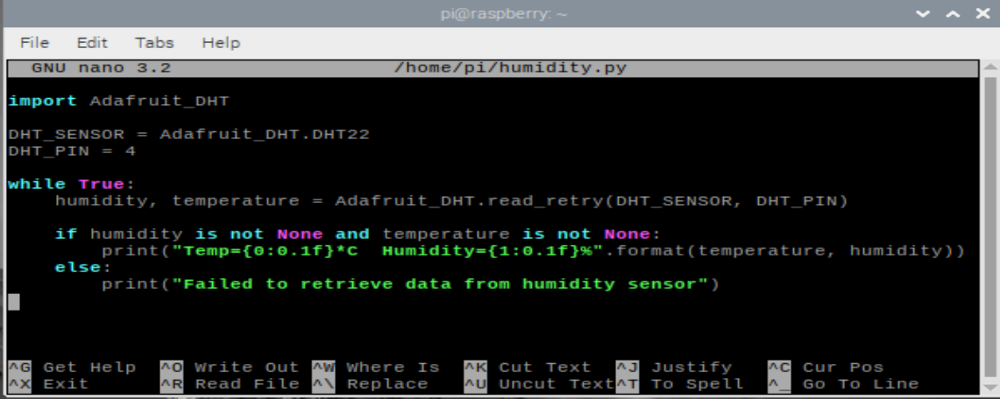 pi@raspberry: ~
File Edit Tabs Help
GNU nano 3.2 /home/pi/humidity.py
import Adafruit_DHT
DHT_SENSOR = Adafruit_DHT.DHT22
DHT_PIN = 4
while True:
    humidity, temperature = Adafruit_DHT.read_retry(DHT_SENSOR, DHT_PIN)
    if humidity is not None and temperature is not None:
        print("Temp={0:0.1f}*C  Humidity={1:0.1f}%".format(temperature, humidity))
    else:
        print("Failed to retrieve data from humidity sensor")
^G Get Help ^O Write Out ^W Where Is ^K Cut Text ^J Justify ^C Cur Pos
^X Exit ^R Read File ^\ Replace ^U Uncut Text ^T To Spell ^_ Go To Line